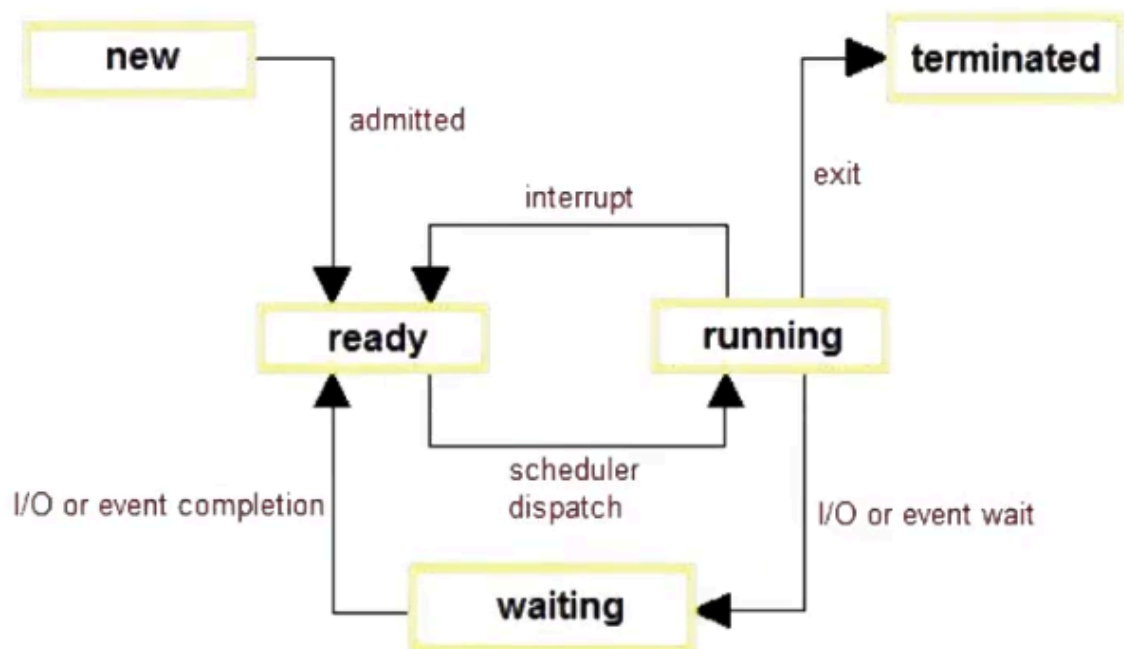 new
terminated
admitted
exit
interrupt
ready
running
scheduler
dispatch
I/O or event completion
I/O or event wait
waiting